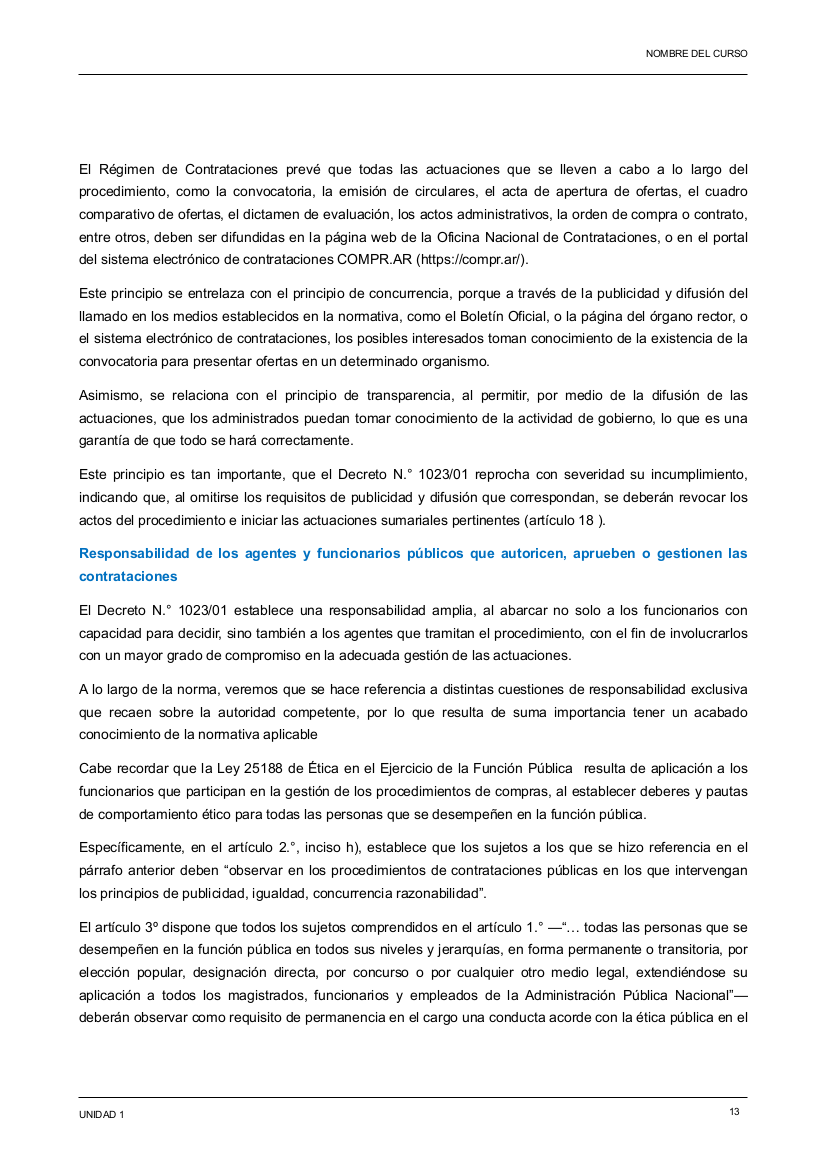 NOMBRE DEL CURSO
El Régimen de Contrataciones prevé que todas las actuaciones que se lleven a cabo a lo largo del
procedimiento, como la convocatoria, la emisión de circulares, el acta de apertura de ofertas, el cuadro
comparativo de ofertas, el dictamen de evaluación, los actos administrativos, la orden de compra o contrato,
entre otros, deben ser difundidas en la página web de la Oficina Nacional de Contrataciones, o en el portal
del sistema electrónico de contrataciones COMPR.AR (https://compr.ar/).
Este principio se entrelaza con el principio de concurrencia, porque a través de la publicidad y difusión del
llamado en los medios establecidos en la normativa, como el Boletín Oficial, o la página del órgano rector, o
el sistema electrónico de contrataciones, los posibles interesados toman conocimiento de la existencia de la
convocatoria para presentar ofertas en un determinado organismo.
Asimismo, se relaciona con el principio de transparencia, al permitir, por medio de la difusión de las
actuaciones, que los administrados puedan tomar conocimiento de la actividad de gobierno, lo que es una
garantía de que todo se hará correctamente.
Este principio es tan importante, que el Decreto N.° 1023/01 reprocha con severidad su incumplimiento,
indicando que, al omitirse los requisitos de publicidad y difusión que correspondan, se deberán revocar los
actos del procedimiento e iniciar las actuaciones sumariales pertinentes (artículo 18 ).
Responsabilidad de los agentes y funcionarios públicos que autoricen, aprueben o gestionen las
contrataciones
El Decreto N.° 1023/01 establece una responsabilidad amplia, al abarcar no solo a los funcionarios con
capacidad para decidir, sino también a los agentes que tramitan el procedimiento, con el fin de involucrarlos
con un mayor grado de compromiso en la adecuada gestión de las actuaciones.
A lo largo de la norma, veremos que se hace referencia a distintas cuestiones de responsabilidad exclusiva
que recaen sobre la autoridad competente, por lo que resulta de suma importancia tener un acabado
conocimiento de la normativa aplicable
Cabe recordar que la Ley 25188 de Ética en el Ejercicio de la Función Pública  resulta de aplicación a los
funcionarios que participan en la gestión de los procedimientos de compras, al establecer deberes y pautas
de comportamiento ético para todas las personas que se desempeñen en la función pública.
Específicamente, en el artículo 2.°, inciso h), establece que los sujetos a los que se hizo referencia en el
párrafo anterior deben “observar en los procedimientos de contrataciones públicas en los que intervengan
los principios de publicidad, igualdad, concurrencia razonabilidad”.
El artículo 3º dispone que todos los sujetos comprendidos en el artículo 1.° —“… todas las personas que se
desempeñen en la función pública en todos sus niveles y jerarquías, en forma permanente o transitoria, por
elección popular, designación directa, por concurso o por cualquier otro medio legal, extendiéndose su
aplicación a todos los magistrados, funcionarios y empleados de la Administración Pública Nacional”—
deberán observar como requisito de permanencia en el cargo una conducta acorde con la ética pública en el
UNIDAD 1
13